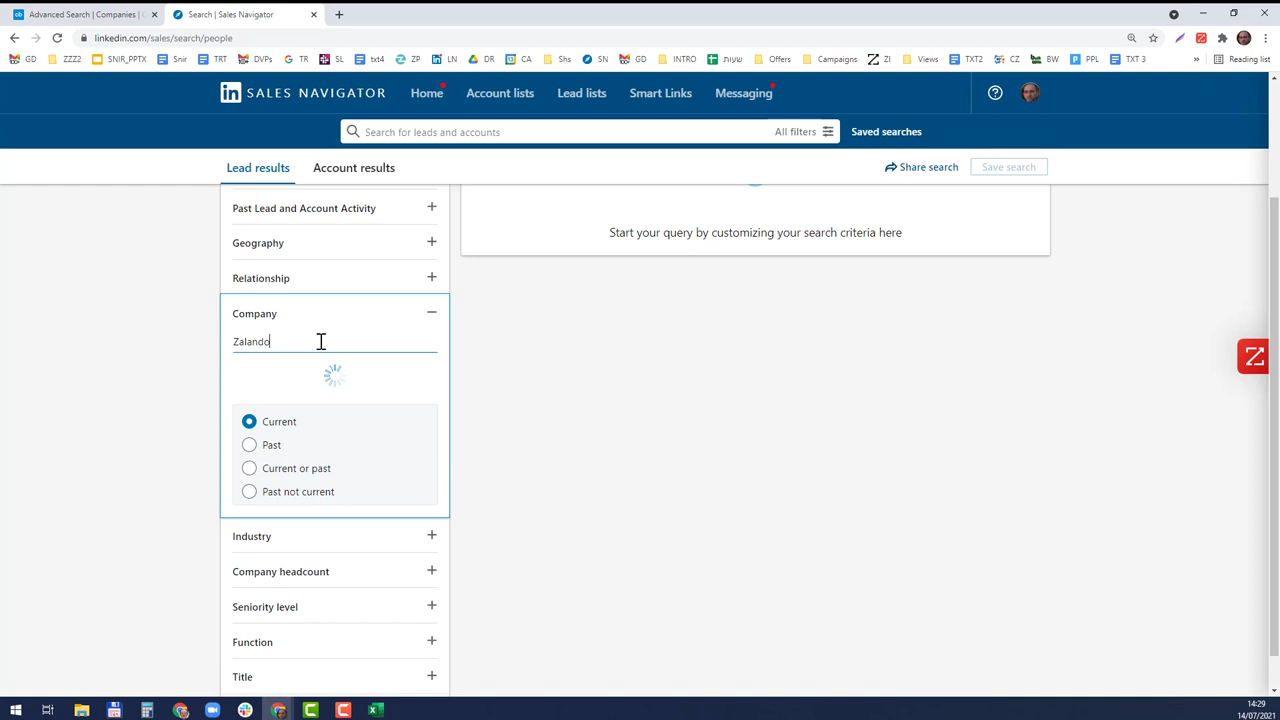 Advanced Search | Companies |
Search | Sales Navigator
linkedin.com/sales/search/people
GD ZZZ2 SNIR_PPTX Snir TRT DVPs TR SL txt4 ZP LN DR CA Shs SN GD INTRO שעות Offers Campaigns ZI Views TXT2 CZ BW PPL TXT 3 » Reading list
in SALES NAVIGATOR Home Account lists Lead lists Smart Links Messaging
Search for leads and accounts All filters Saved searches
Lead results Account results Share search Save search
Past Lead and Account Activity
Geography
Relationship
Company
Zalando
Current
Past
Current or past
Past not current
Industry
Company headcount
Seniority level
Function
Title
Start your query by customizing your search criteria here
14:29
14/07/2021